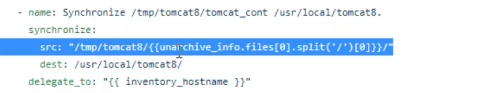 - name: Synchronize /tmp/tomcat8/tomcat_cont /usr/local/tomcat8.
synchronize:
src: "/tmp/tomcat8/{{unarchive_info.files[0].split('/')[0]}}/"
dest: /usr/local/tomcat8/
delegate_to: "{{ inventory_hostname }}"